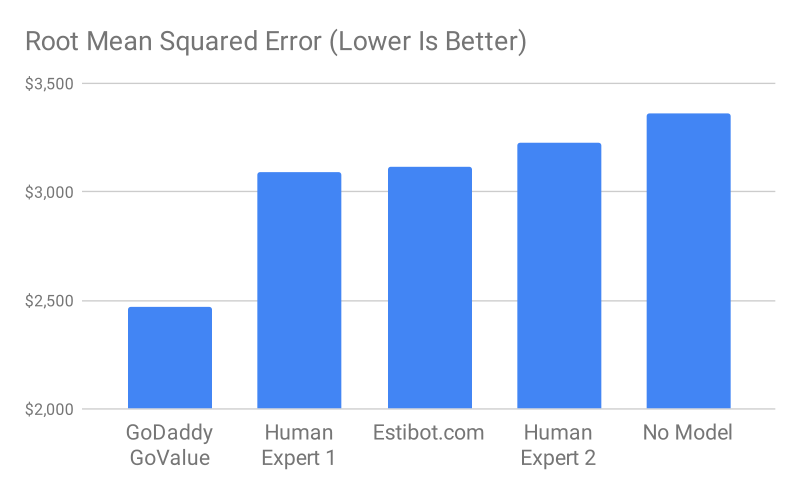 Root Mean Squared Error (Lower Is Better)
$3,500
$3,000
$2,500
$2,000
GoDaddy
GoValue
Human
Expert 1
Estibot.com
Human
Expert 2
No Model